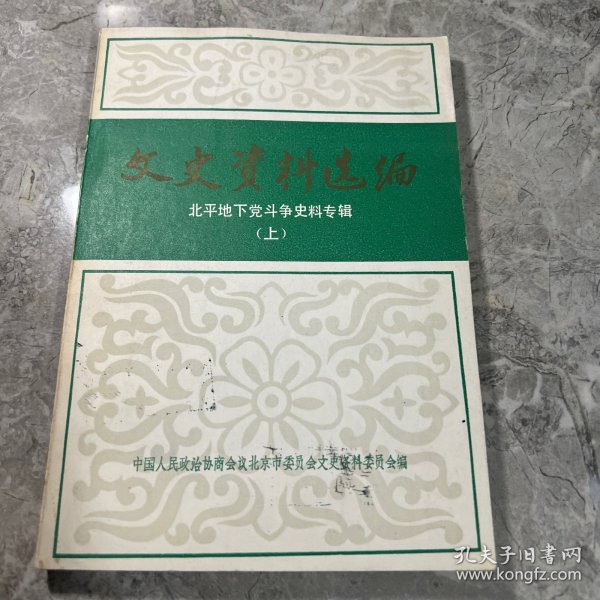 文史资料选编
北平地下党斗争史料专辑
（上）
中国人民政治协商会议北京市委员会文史资料委员会编
孔夫子旧书网
www.kongfz.com